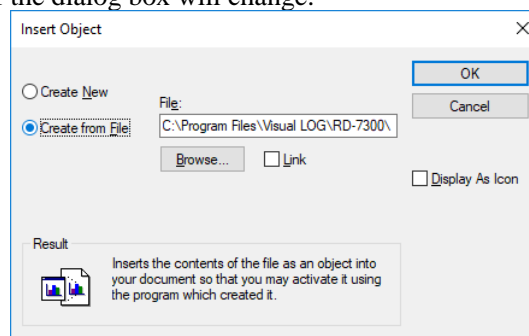 the dialog box will change.
Insert Object
OK
Create New
File:
Cancel
Create from File
C:\Program Files\Visual LOG\RD-7300\
Browse...
Link
Display As Icon
Result
Inserts the contents of the file as an object into
your document so that you may activate it using
the program which created it.